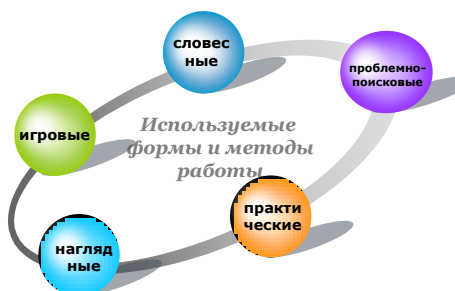 словес
ные
проблемно-
поисковые
игровые
Используемые
формы и методы
работы
практи
ческие
нагляд
ные